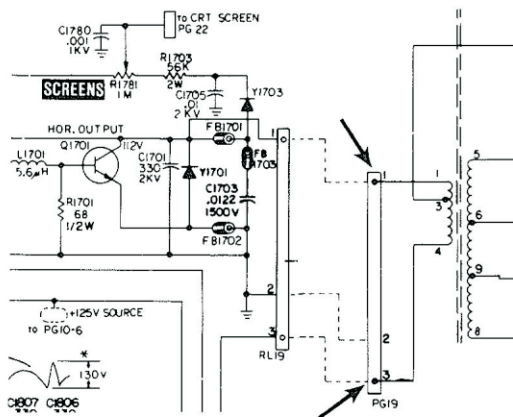 C1780
.001
1KV
TO CRT SCREEN
PG 22
R1703
56K
2W
SCREENS
R1781
1M
C1705
.01
2 KV
Y1703
HOR. OUTPUT
Q1701
112V
FB1701
L1701
5.6μH
C1701
330
2KV
Y1701
FB
1703
C1703
.0122
1500V
R1701
68
1/2W
FB1702
1
1
1
3
4
5
6
9
8
2
2
3
3
RL19
PG19
+125V SOURCE
TO PG10-6
*
130V
C1807
C1806
330
330